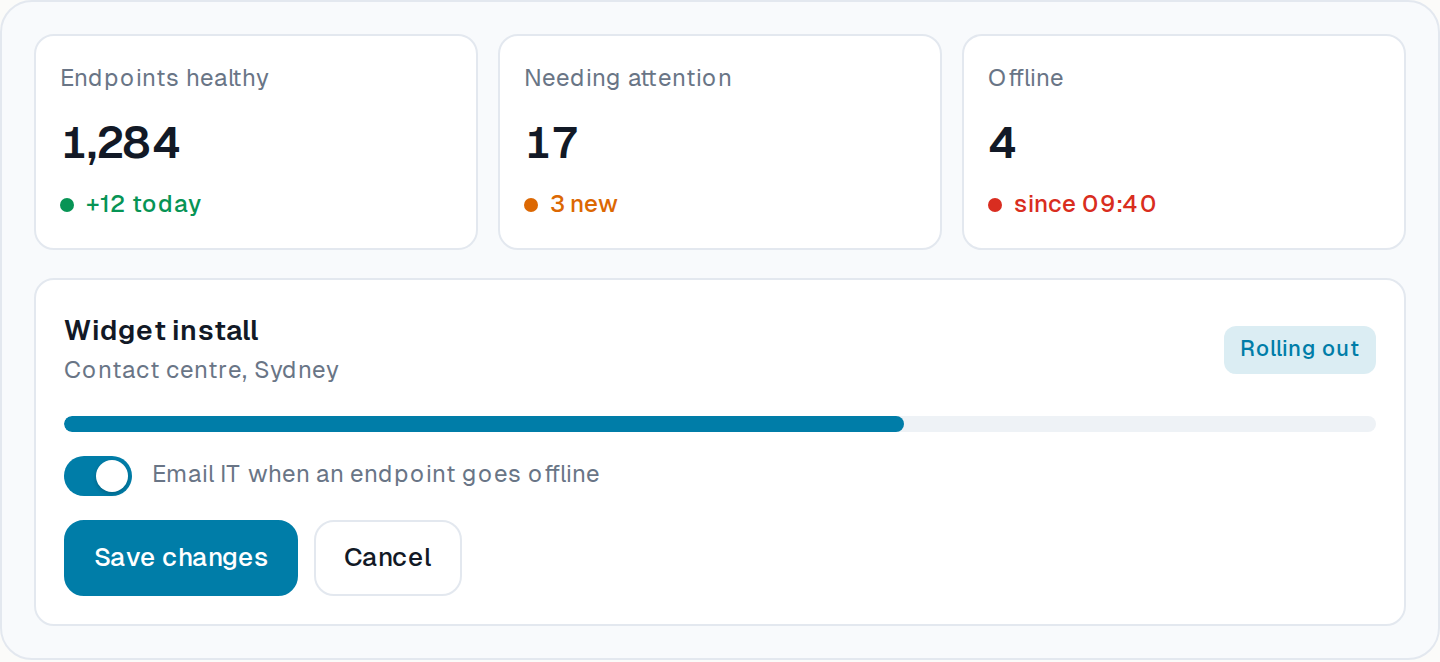 Endpoints healthy
1,284
+12 today
Needing attention
17
3 new
Offline
4
since 09:40
Widget install
Contact centre, Sydney
Rolling out
Email IT when an endpoint goes offline
Save changes
Cancel